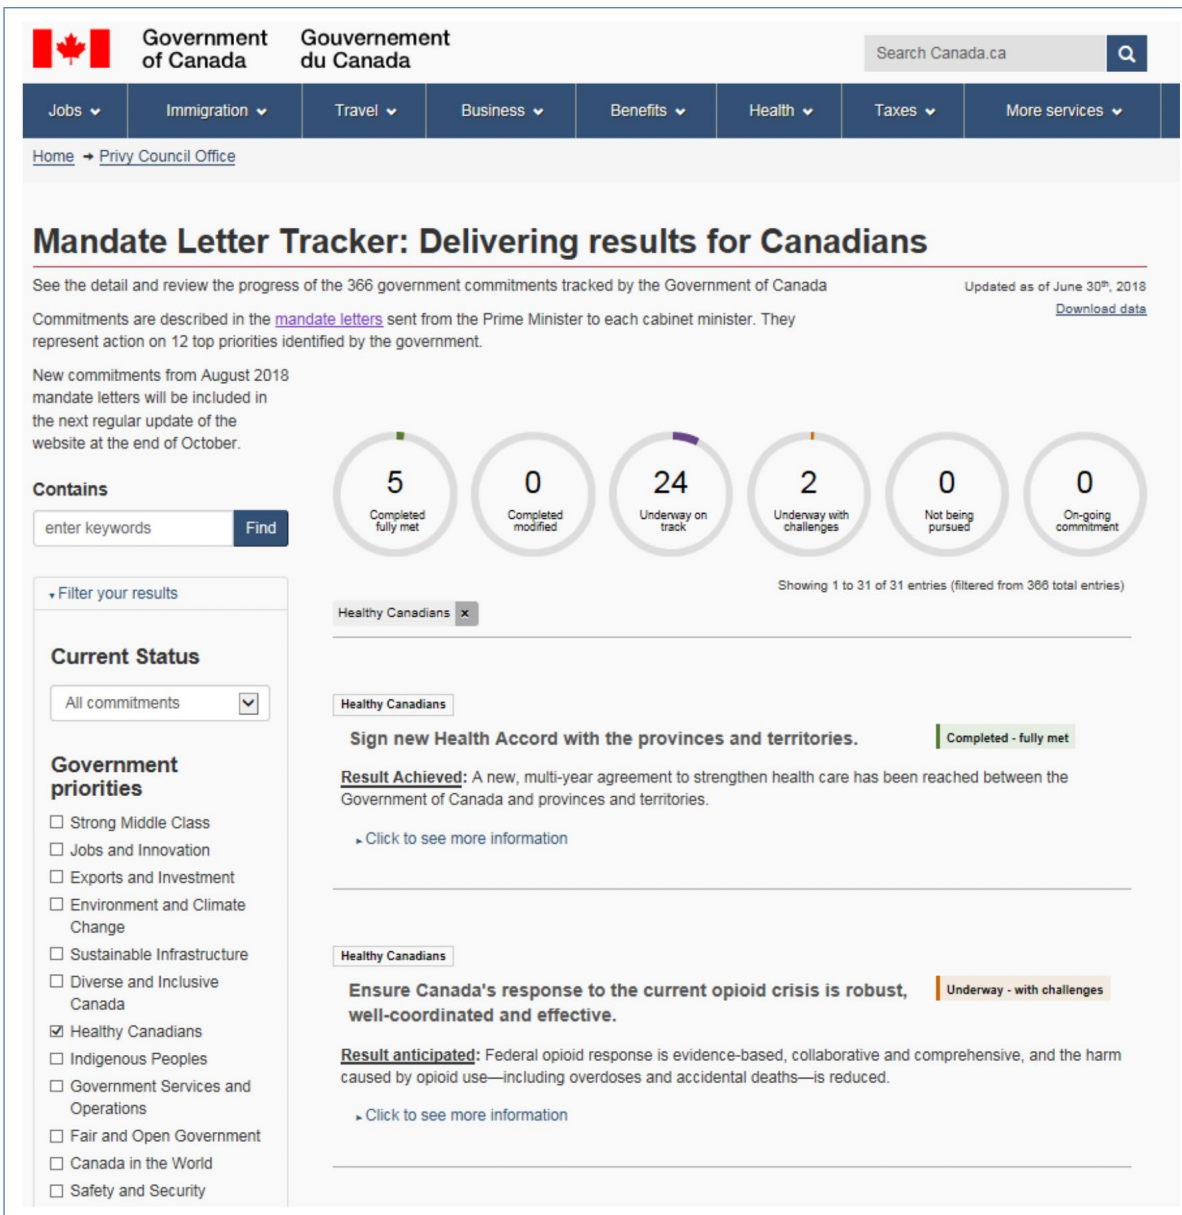 Government of Canada
Gouvernement du Canada
Search Canada.ca
Jobs
Immigration
Travel
Business
Benefits
Health
Taxes
More services
Home → Privy Council Office
Mandate Letter Tracker: Delivering results for Canadians
See the detail and review the progress of the 366 government commitments tracked by the Government of Canada
Updated as of June 30th, 2018
Download data
Commitments are described in the mandate letters sent from the Prime Minister to each cabinet minister. They
represent action on 12 top priorities identified by the government.
New commitments from August 2018
mandate letters will be included in
the next regular update of the
website at the end of October.
Contains
enter keywords
Find
5
Completed
fully met
0
Completed
modified
24
Underway on
track
2
Underway with
challenges
0
Not being
pursued
0
On-going
commitment
Showing 1 to 31 of 31 entries (filtered from 366 total entries)
Filter your results
Current Status
All commitments
Government
priorities
Strong Middle Class
Jobs and Innovation
Exports and Investment
Environment and Climate
Change
Sustainable Infrastructure
Diverse and Inclusive
Canada
Healthy Canadians
Indigenous Peoples
Government Services and
Operations
Fair and Open Government
Canada in the World
Safety and Security
Healthy Canadians x
Healthy Canadians
Sign new Health Accord with the provinces and territories.
Completed - fully met
Result Achieved: A new, multi-year agreement to strengthen health care has been reached between the
Government of Canada and provinces and territories.
Click to see more information
Healthy Canadians
Ensure Canada's response to the current opioid crisis is robust,
well-coordinated and effective.
Underway - with challenges
Result anticipated: Federal opioid response is evidence-based, collaborative and comprehensive, and the harm
caused by opioid use—including overdoses and accidental deaths—is reduced.
Click to see more information